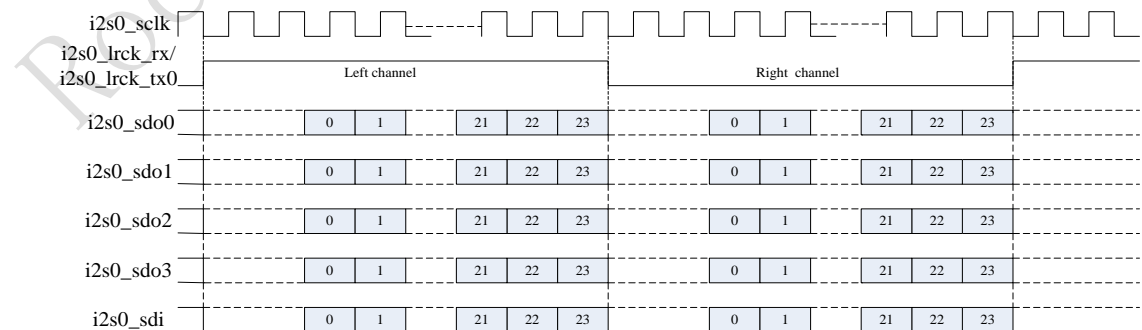 i2s0_sclk
i2s0_lrck_rx/
i2s0_lrck_tx0
Left channel Right channel
i2s0_sdo0 0 1 21 22 23 0 1 21 22 23
i2s0_sdo1 0 1 21 22 23 0 1 21 22 23
i2s0_sdo2 0 1 21 22 23 0 1 21 22 23
i2s0_sdo3 0 1 21 22 23 0 1 21 22 23
i2s0_sdi 0 1 21 22 23 0 1 21 22 23